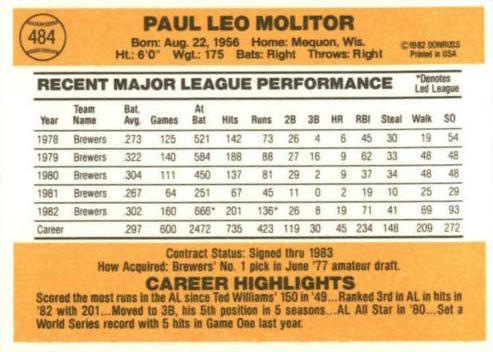 484
PAUL LEO MOLITOR
Born: Aug. 22, 1956 Home: Mequon, Wis.
Ht.: 6'0" Wgt.: 175 Bats: Right Throws: Right
©1982 DONRUSS
Printed in USA
RECENT MAJOR LEAGUE PERFORMANCE
*Denotes
Led League
Year Team Name Bat. Avg. Games At Bat Hits Runs 2B 3B HR RBI Steal Walk SO
1978 Brewers .273 125 521 142 73 26 4 6 45 30 19 54
1979 Brewers .322 140 584 188 88 27 16 9 62 33 48 48
1980 Brewers .304 111 450 137 81 29 2 9 37 34 48 48
1981 Brewers .267 64 251 67 45 11 0 2 19 10 25 29
1982 Brewers .302 160 666* 201 136* 26 8 19 71 41 69 93
Career .297 600 2472 735 423 119 30 45 234 148 209 272
Contract Status: Signed thru 1983
How Acquired: Brewers' No. 1 pick in June '77 amateur draft.
CAREER HIGHLIGHTS
Scored the most runs in the AL since Ted Williams' 150 in '49...Ranked 3rd in AL in hits in
'82 with 201...Moved to 3B, his 5th position in 5 seasons...AL All Star in '80...Set a
World Series record with 5 hits in Game One last year.